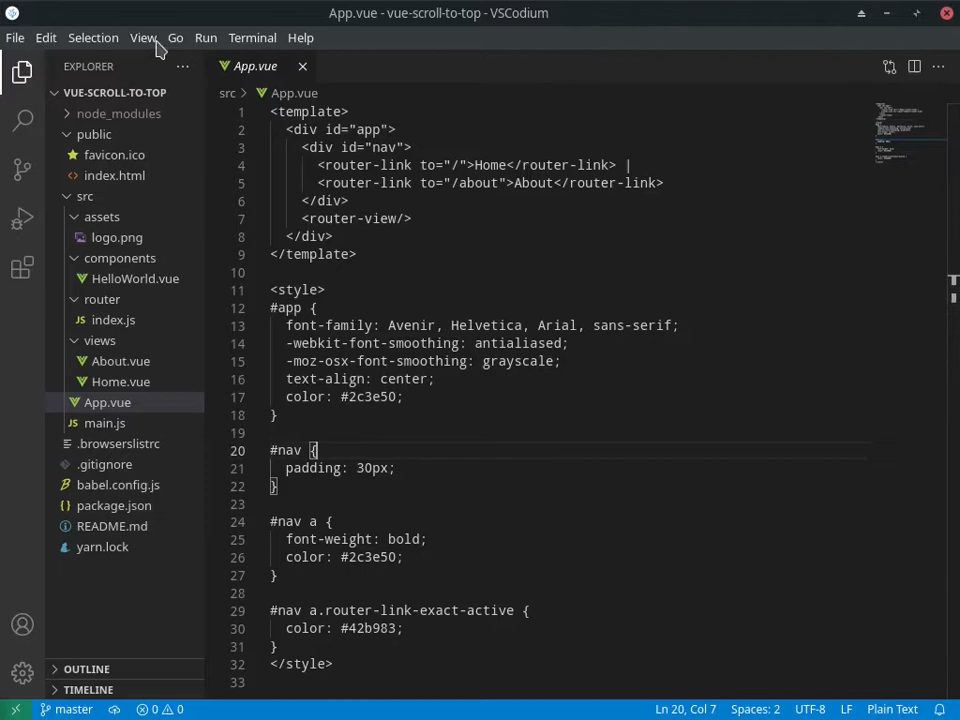 App.vue - vue-scroll-to-top - VSCodium
File Edit Selection View Go Run Terminal Help
EXPLORER
VUE-SCROLL-TO-TOP
node_modules
public
favicon.ico
index.html
src
assets
logo.png
components
HelloWorld.vue
router
JS index.js
views
About.vue
Home.vue
App.vue
JS main.js
.browserslistrc
.gitignore
babel.config.js
package.json
README.md
yarn.lock
OUTLINE
TIMELINE
App.vue
src > App.vue
1 <template>
2 <div id="app">
3 <div id="nav">
4 <router-link to="/">Home</router-link> |
5 <router-link to="/about">About</router-link>
6 </div>
7 <router-view/>
8 </div>
9 </template>
10
11 <style>
12 #app {
13 font-family: Avenir, Helvetica, Arial, sans-serif;
14 -webkit-font-smoothing: antialiased;
15 -moz-osx-font-smoothing: grayscale;
16 text-align: center;
17 color: #2c3e50;
18 }
19
20 #nav {
21 padding: 30px;
22 }
23
24 #nav a {
25 font-weight: bold;
26 color: #2c3e50;
27 }
28
29 #nav a.router-link-exact-active {
30 color: #42b983;
31 }
32 </style>
33
master 0 0 Ln 20, Col 7 Spaces: 2 UTF-8 LF Plain Text